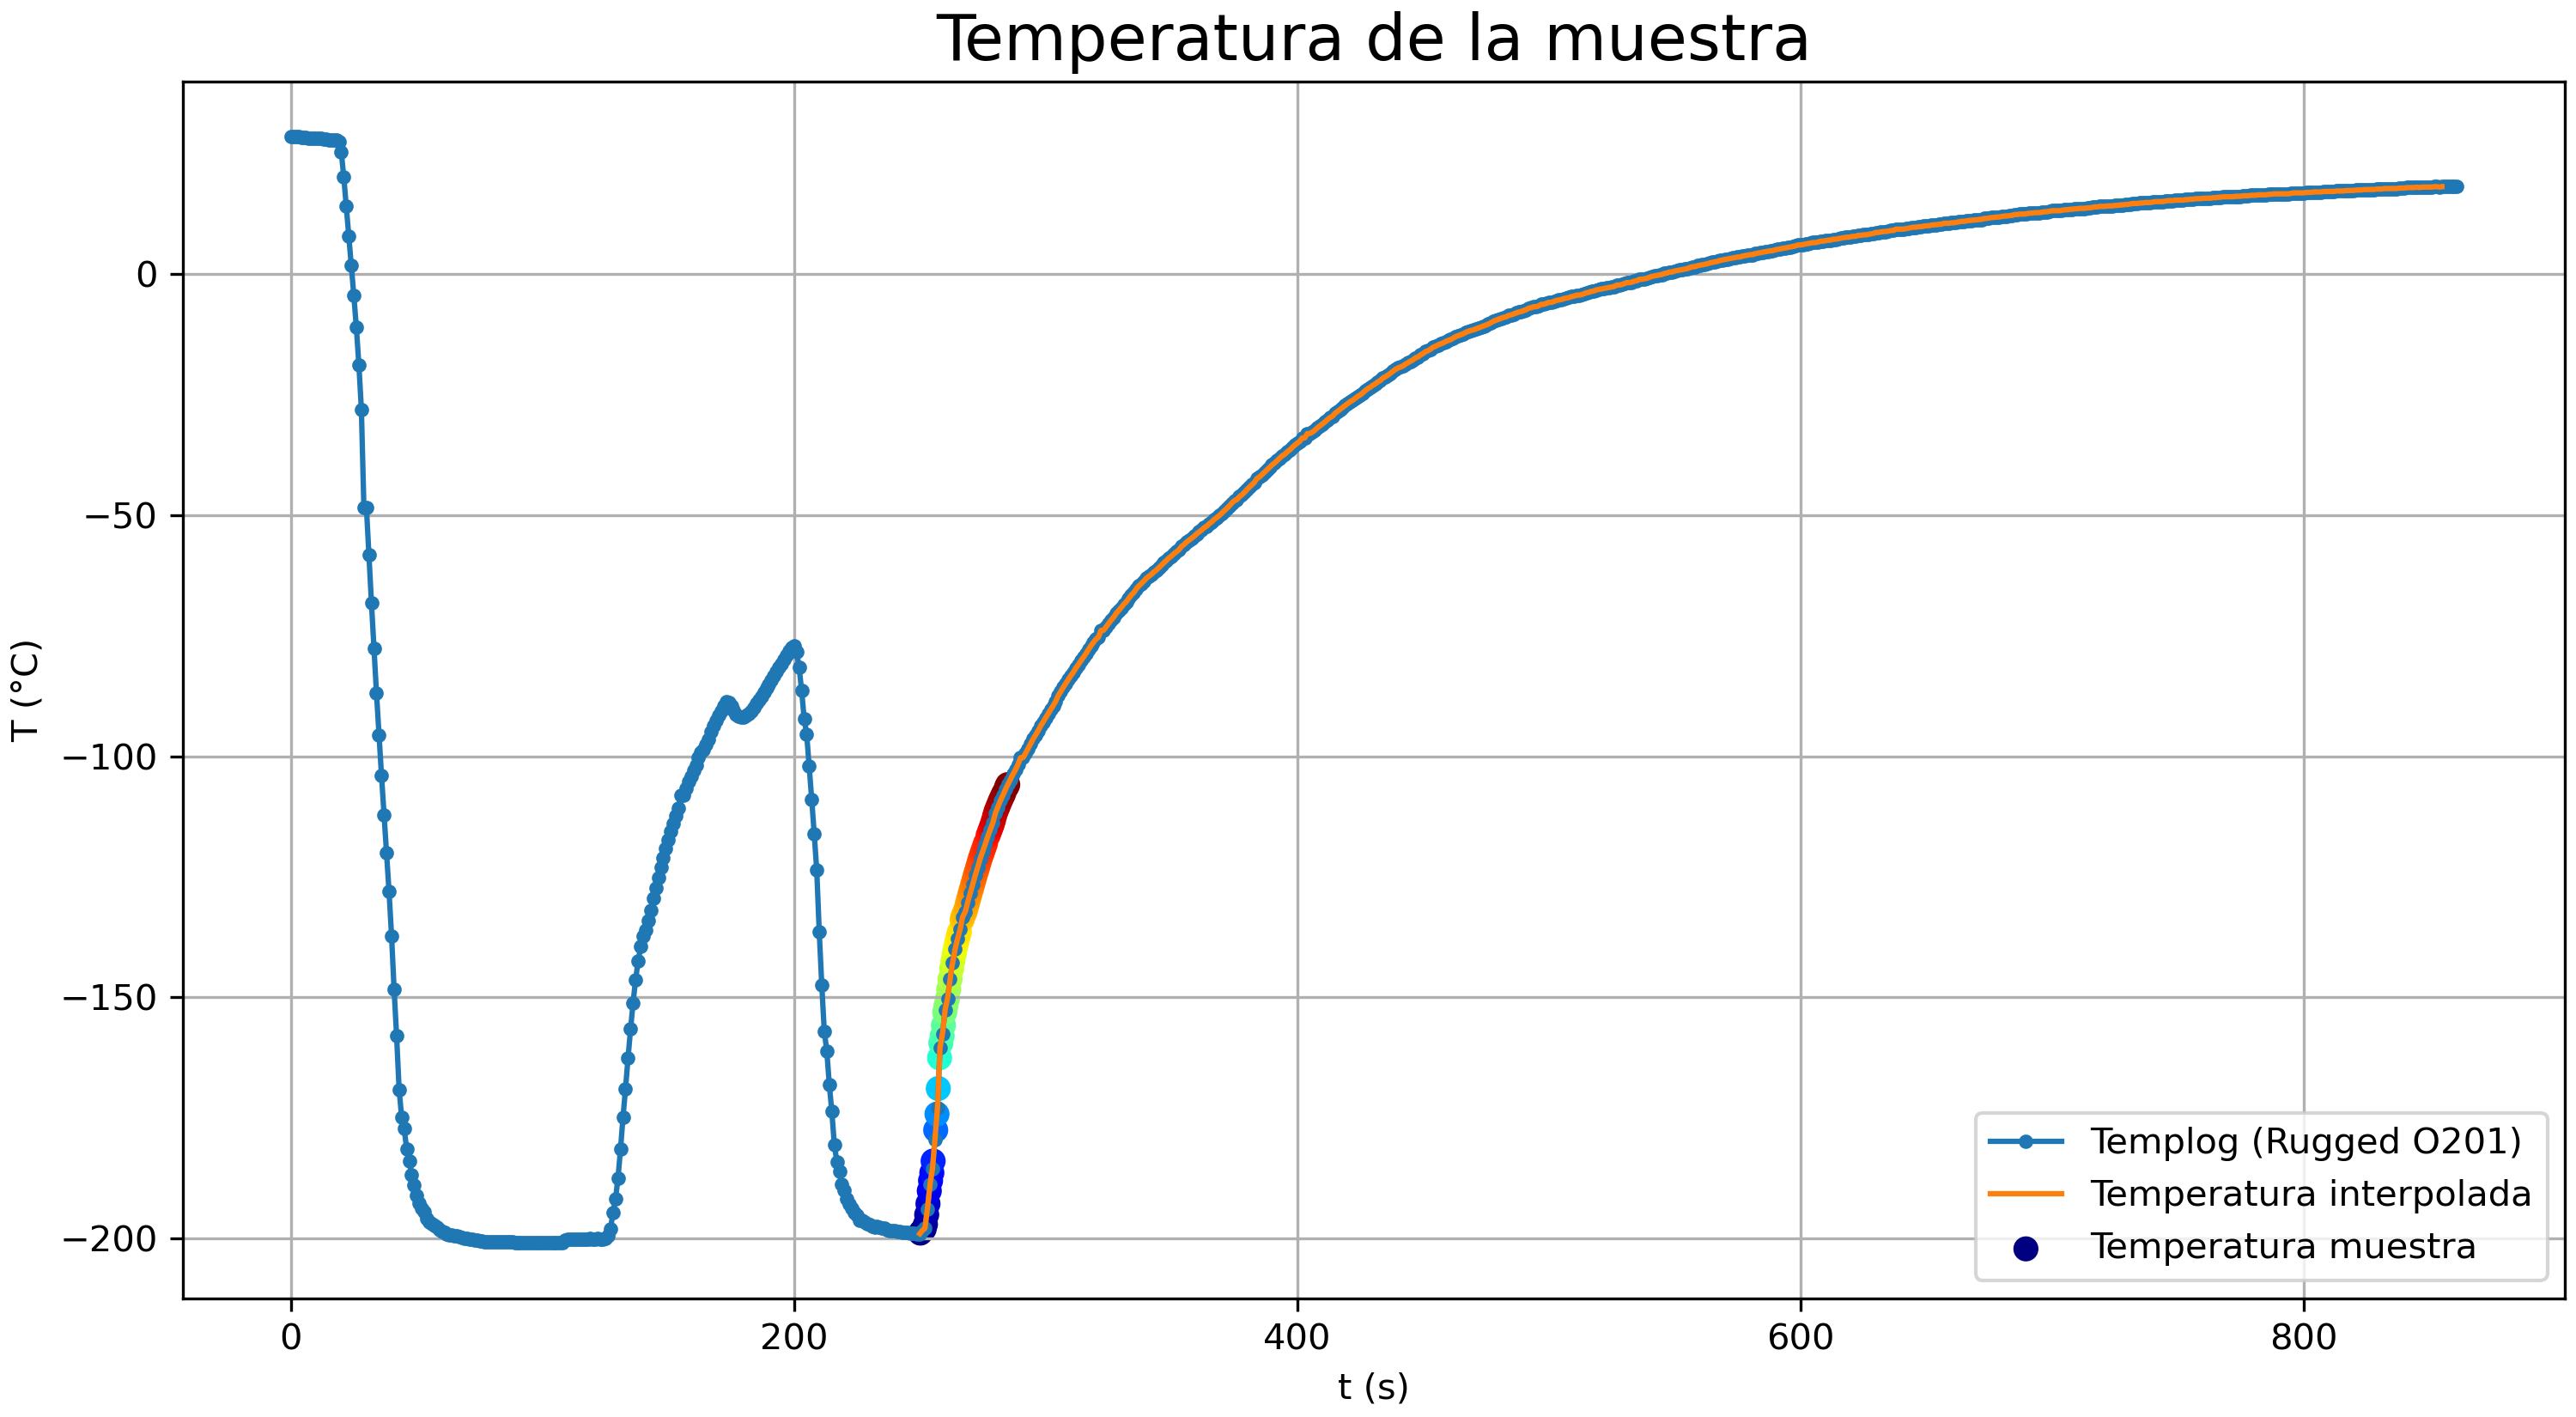 Temperatura de la muestra
T (°C)
0
−50
−100
−150
−200
0
200
400
600
800
t (s)
Templog (Rugged O201)
Temperatura interpolada
Temperatura muestra